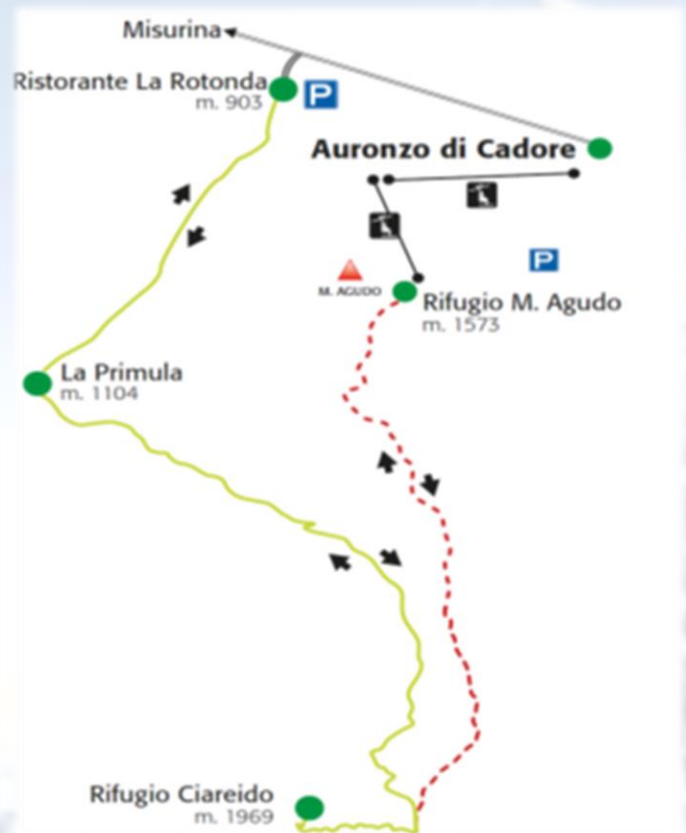 Misurina
Ristorante La Rotonda
m. 903
P
Auronzo di Cadore
P
M. AGUDO
Rifugio M. Agudo
m. 1573
La Primula
m. 1104
Rifugio Ciareido
m. 1969